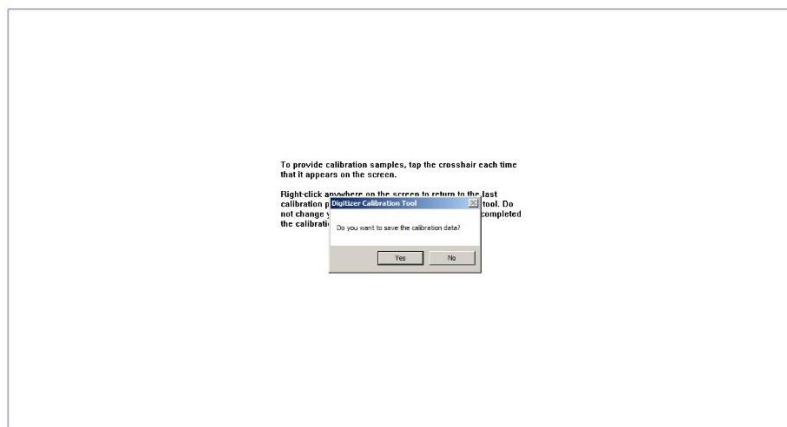 To provide calibration samples, tap the crosshair each time
that it appears on the screen.
Right-click anywhere on the screen to return to the last
calibration p tool. Do
not change y completed
the calibrati
Digitizer Calibration Tool
Do you want to save the calibration data?
Yes No